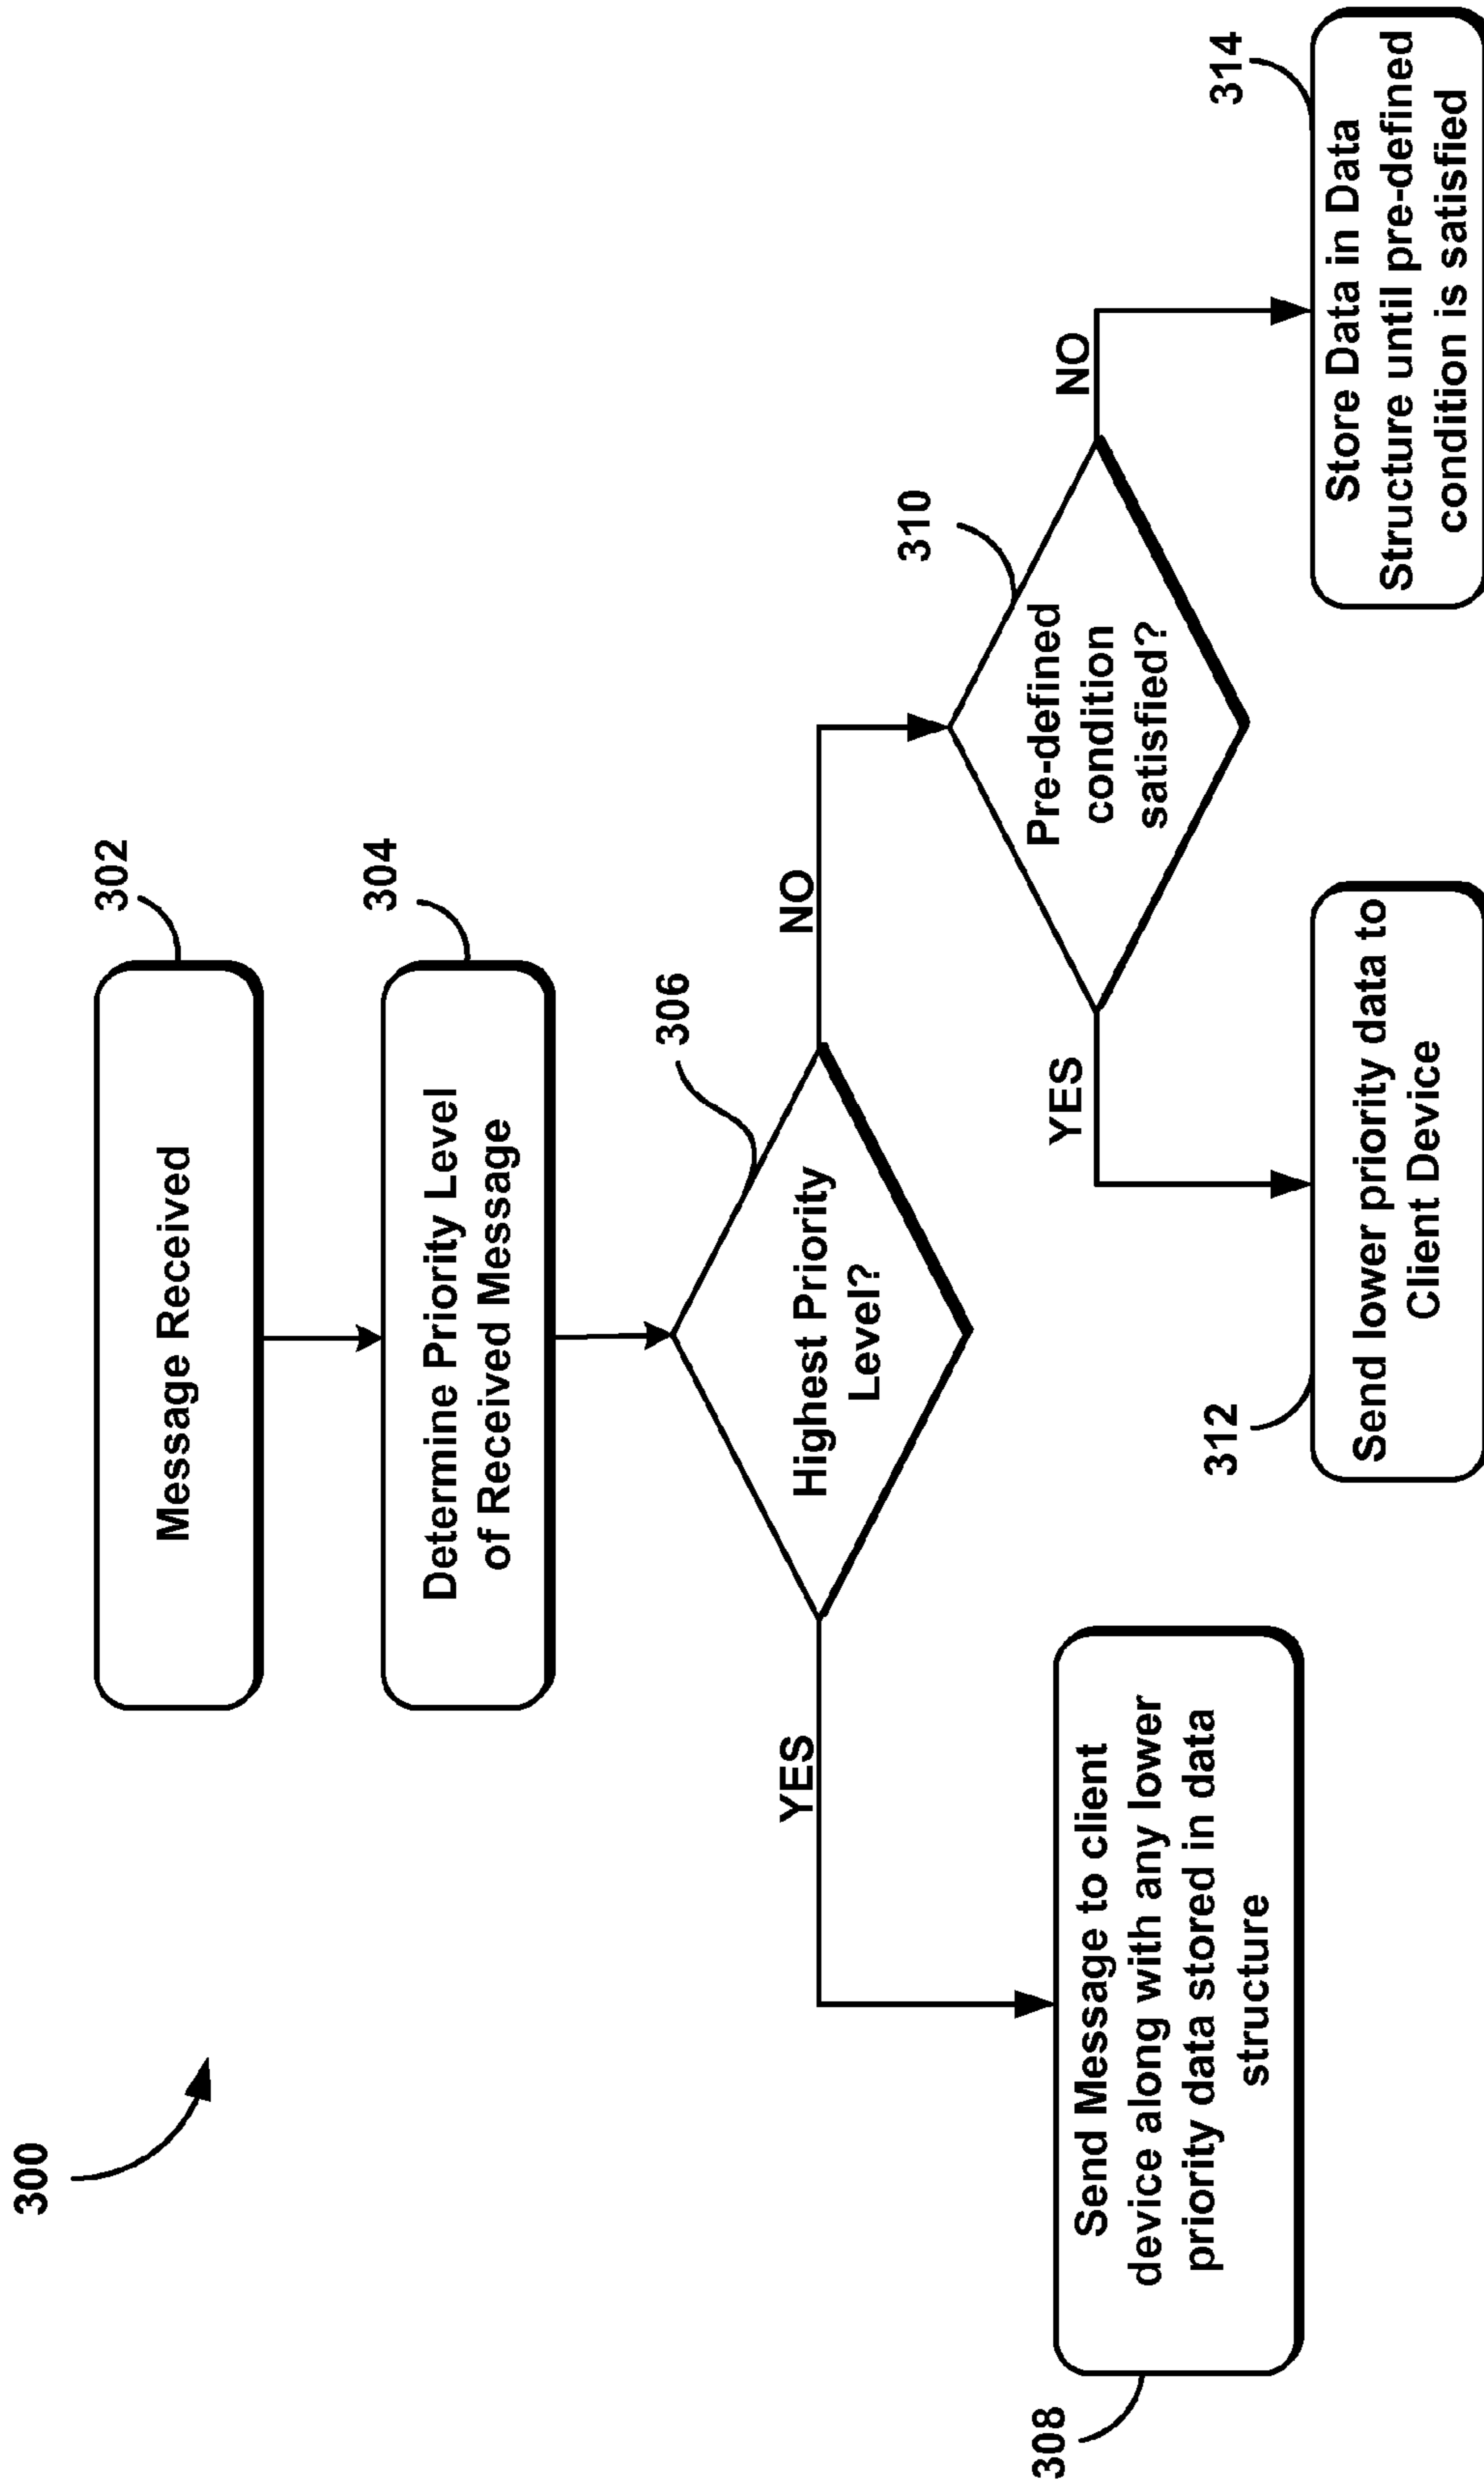 300
302
Message Received
304
Determine Priority Level
of Received Message
306
Highest Priority
Level?
YES
NO
308
Send Message to client
device along with any lower
priority data stored in data
structure
310
Pre-defined
condition
satisfied?
YES
NO
312
Send lower priority data to
Client Device
314
Store Data in Data
Structure until pre-defined
condition is satisfied